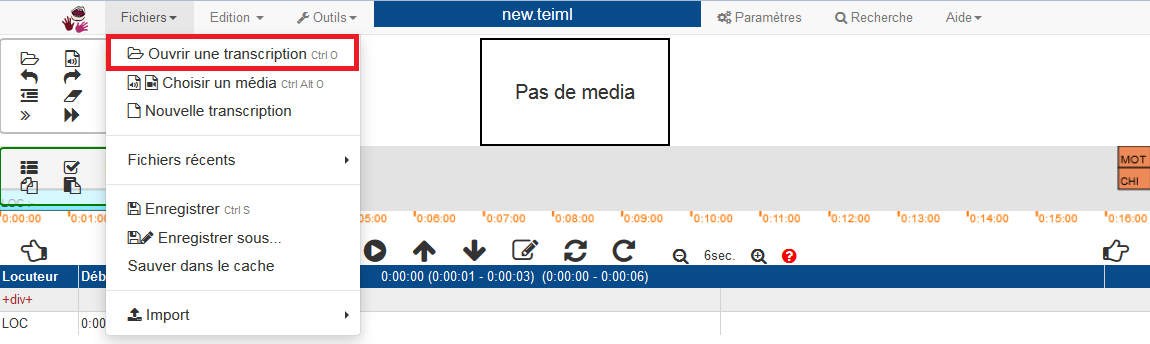 Fichiers Edition Outils new.teiml Paramètres Recherche Aide
Ouvrir une transcription Ctrl O
Choisir un média Ctrl Alt O
Nouvelle transcription
Pas de media
Fichiers récents
MOT
CHI
LOC
Enregistrer Ctrl S
0:00:00 0:01:0 05:00 0:06:00 0:07:00 0:08:00 0:09:00 0:10:00 0:11:00 0:12:00 0:13:00 0:14:00 0:15:00 0:16:00
Enregistrer sous...
6sec. ?
Sauver dans le cache
Locuteur Déb 0:00:00 (0:00:01 - 0:00:03) (0:00:00 - 0:00:06)
+div+
Import
LOC 0:00